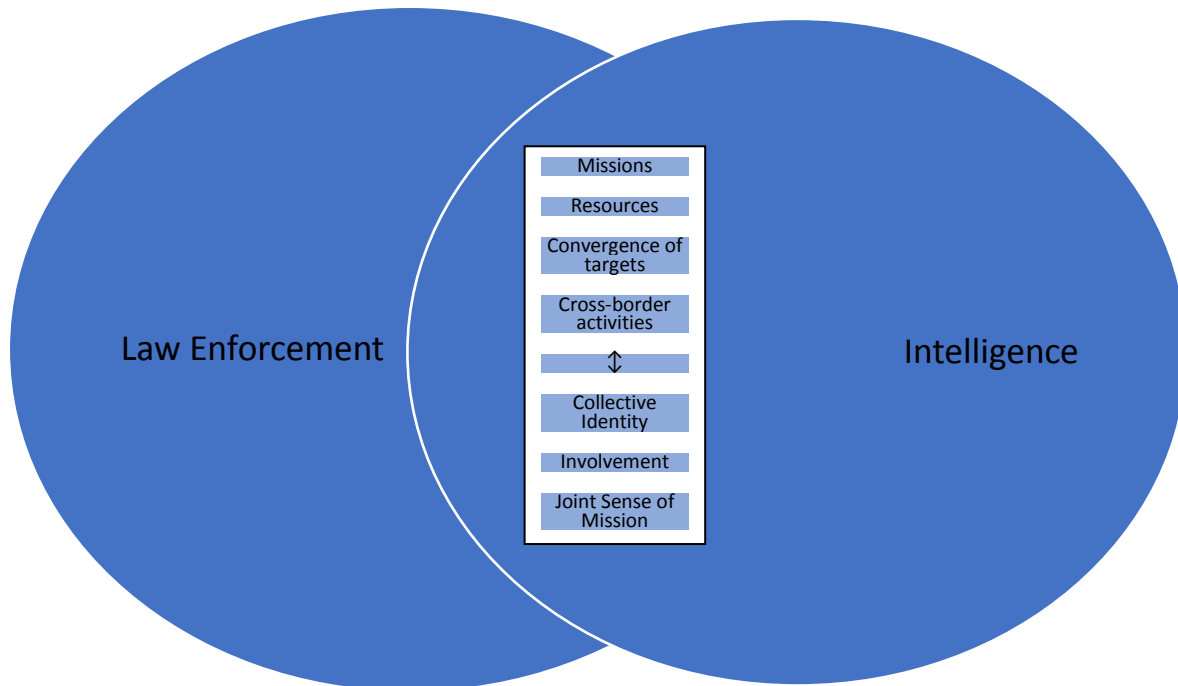 Missions
Resources
Convergence of
targets
Cross-border
activities
Law Enforcement
Intelligence
↕
Collective
Identity
Involvement
Joint Sense of
Mission